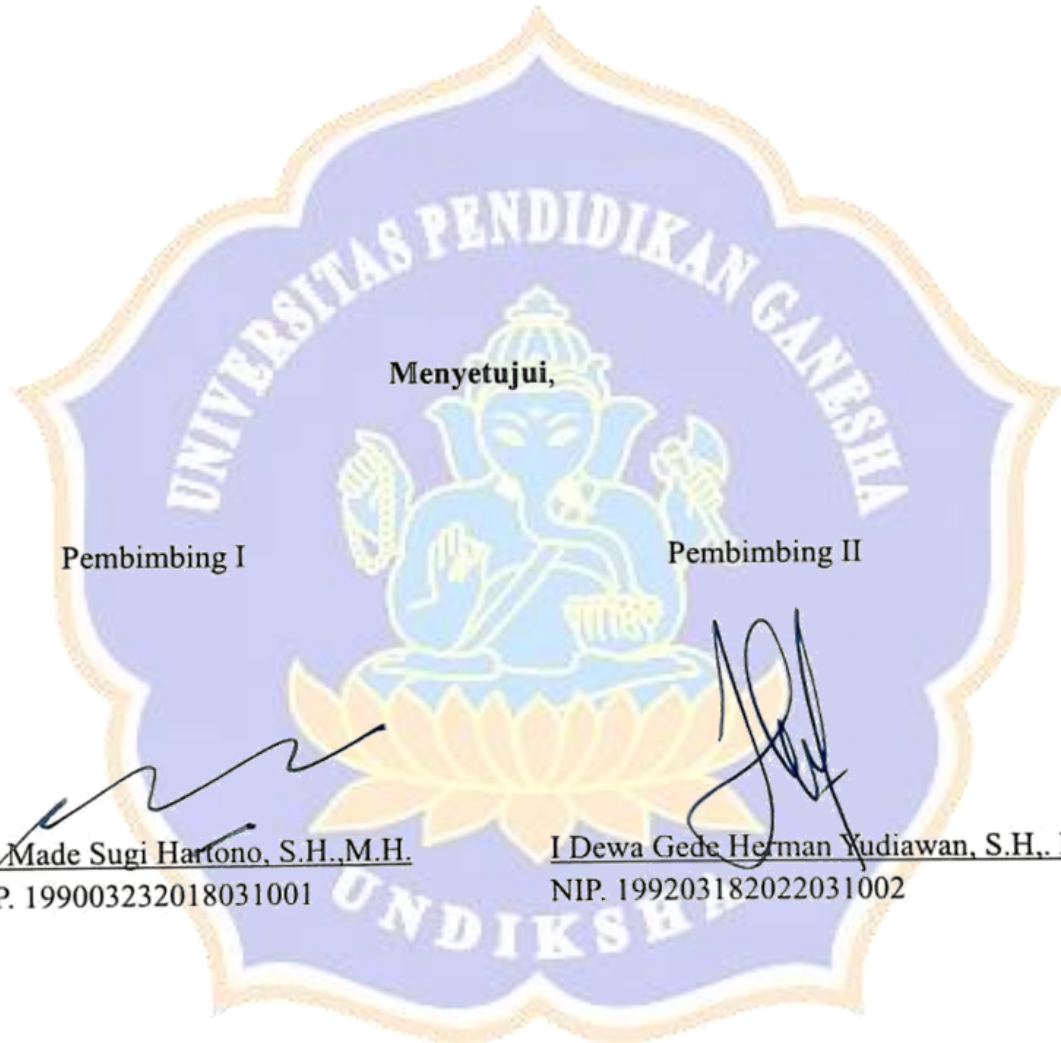 UNIVERSITAS PENDIDIKAN GANESHA
Menyetujui,
Pembimbing I
Pembimbing II
Made Sugi Hartono, S.H.,M.H.
P. 199003232018031001
I Dewa Gede Herman Yudiawan, S.H,.
NIP. 199203182022031002
UNDIKSHA